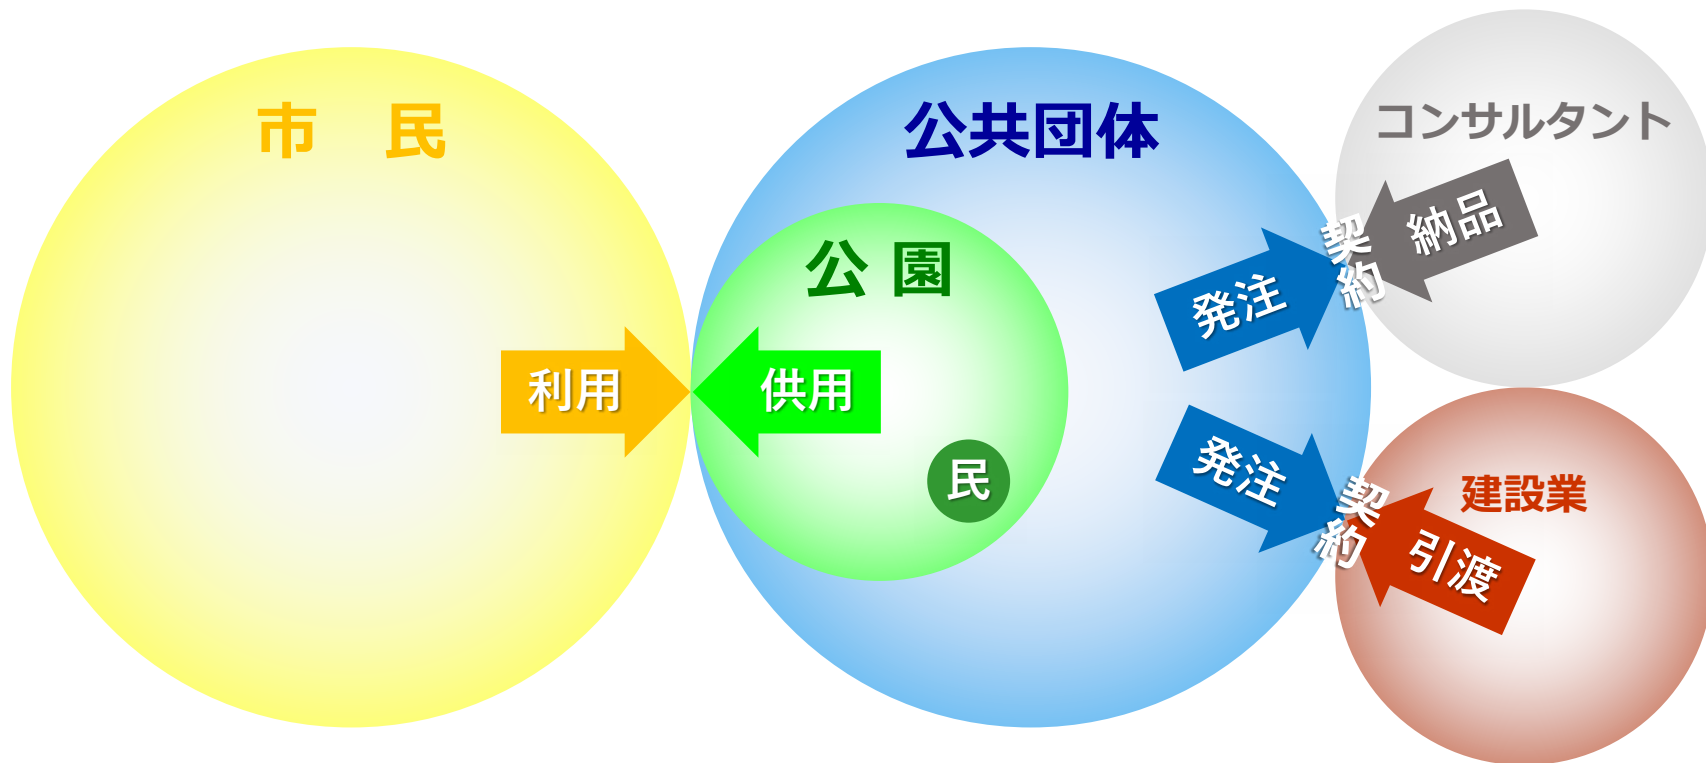 市　民
公共団体
コンサルタント
公 園
利用
供用
民
発注
契約
納品
発注
契約
引渡
建設業